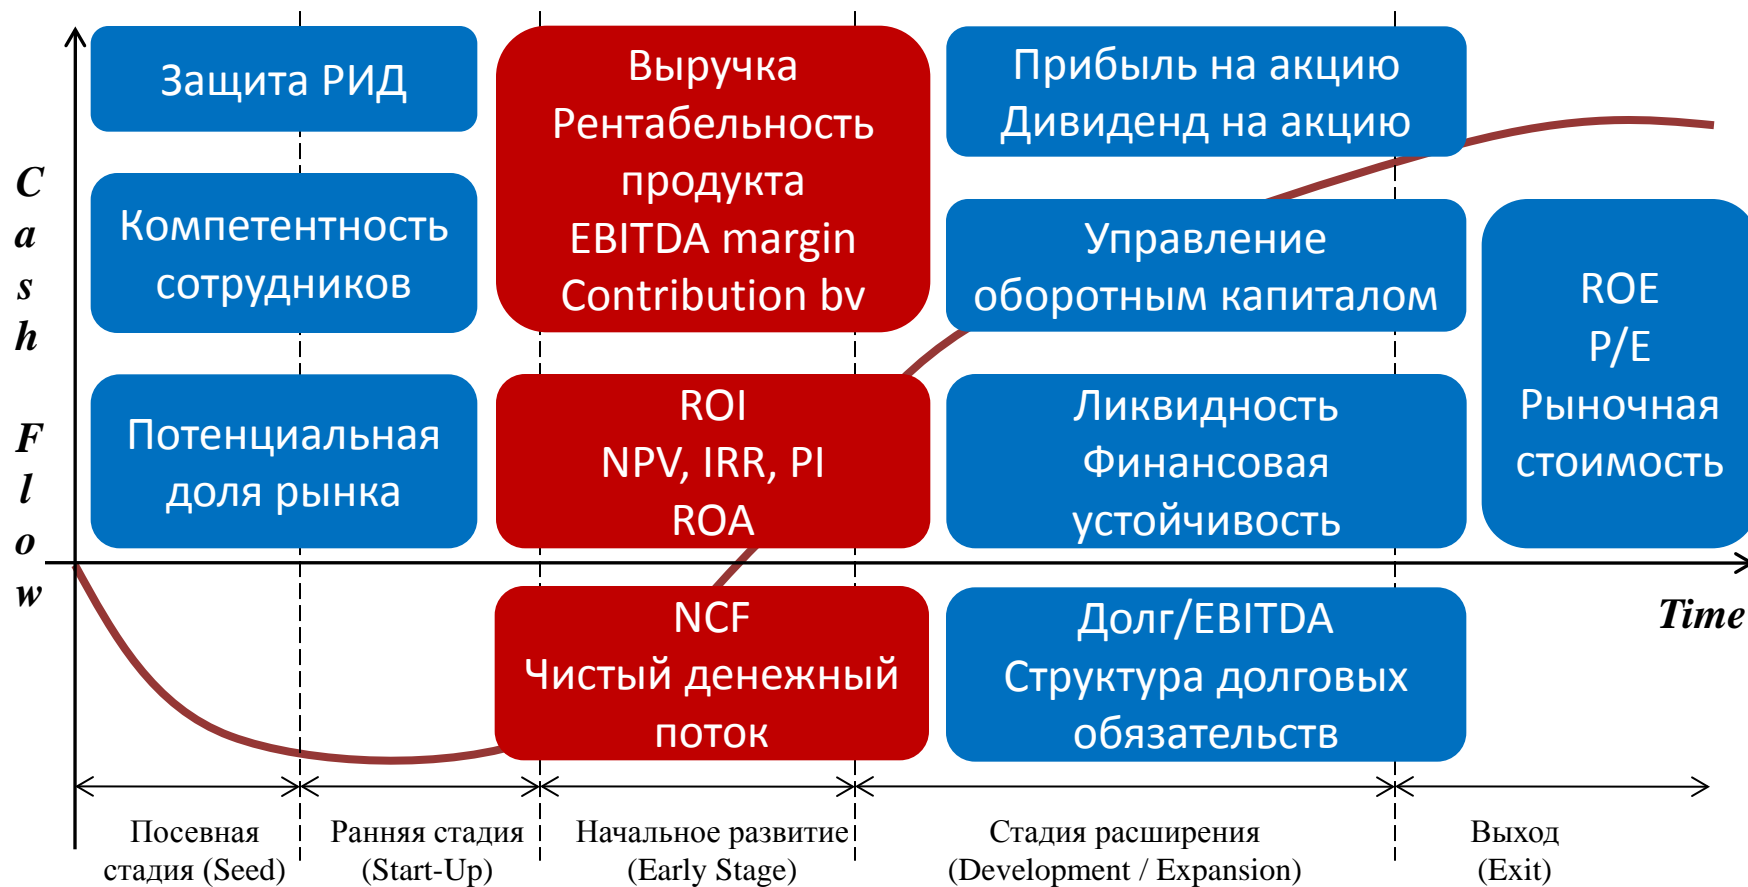 Защита РИД
Компетентность
сотрудников
Потенциальная
доля рынка
Выручка
Рентабельность
продукта
EBITDA margin
Contribution bv
ROI
NPV, IRR, PI
ROA
NCF
Чистый денежный
поток
Прибыль на акцию
Дивиденд на акцию
Управление
оборотным капиталом
Ликвидность
Финансовая
устойчивость
Долг/EBITDA
Структура долговых
обязательств
ROE
P/E
Рыночная
стоимость
Cash Flow
Time
Посевная
стадия (Seed)
Ранняя стадия
(Start-Up)
Начальное развитие
(Early Stage)
Стадия расширения
(Development / Expansion)
Выход
(Exit)